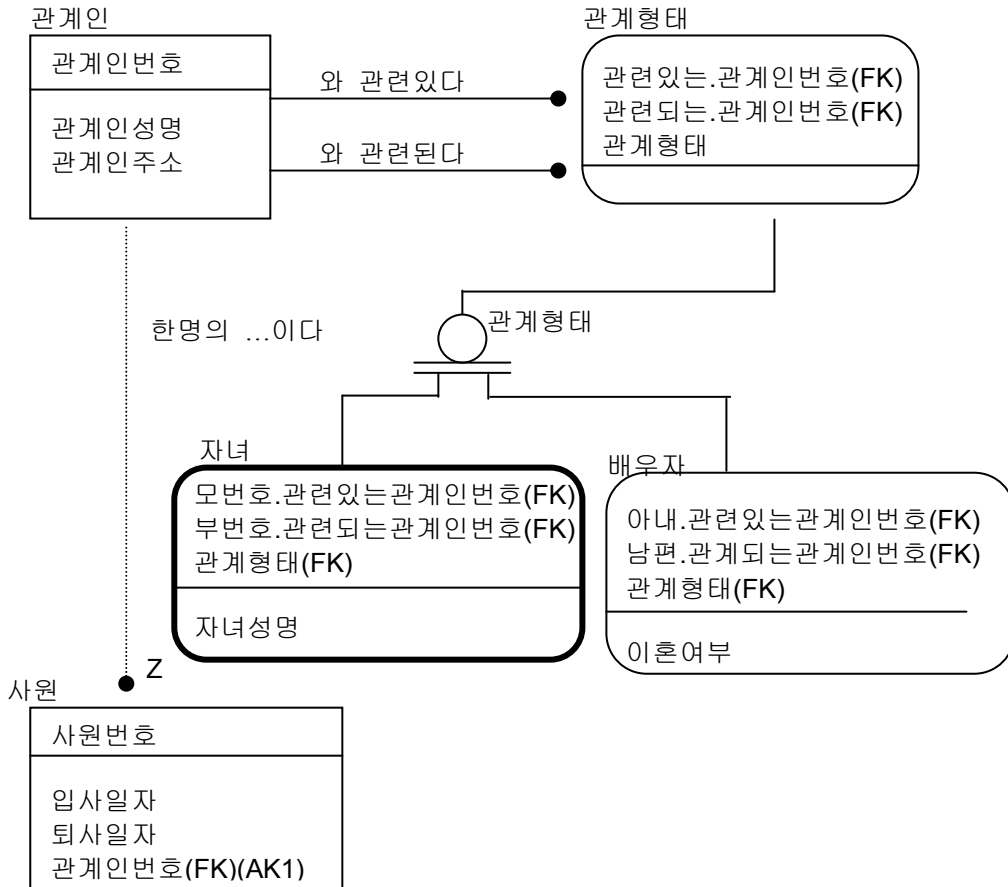 관계인
관계인번호
관계인성명
관계인주소
와 관련있다
와 관련된다
관계형태
관련있는.관계인번호(FK)
관련되는.관계인번호(FK)
관계형태
한명의 ...이다
관계형태
자녀
모번호.관련있는관계인번호(FK)
부번호.관련되는관계인번호(FK)
관계형태(FK)
자녀성명
배우자
아내.관련있는관계인번호(FK)
남편.관계되는관계인번호(FK)
관계형태(FK)
이혼여부
Z
사원
사원번호
입사일자
퇴사일자
관계인번호(FK)(AK1)